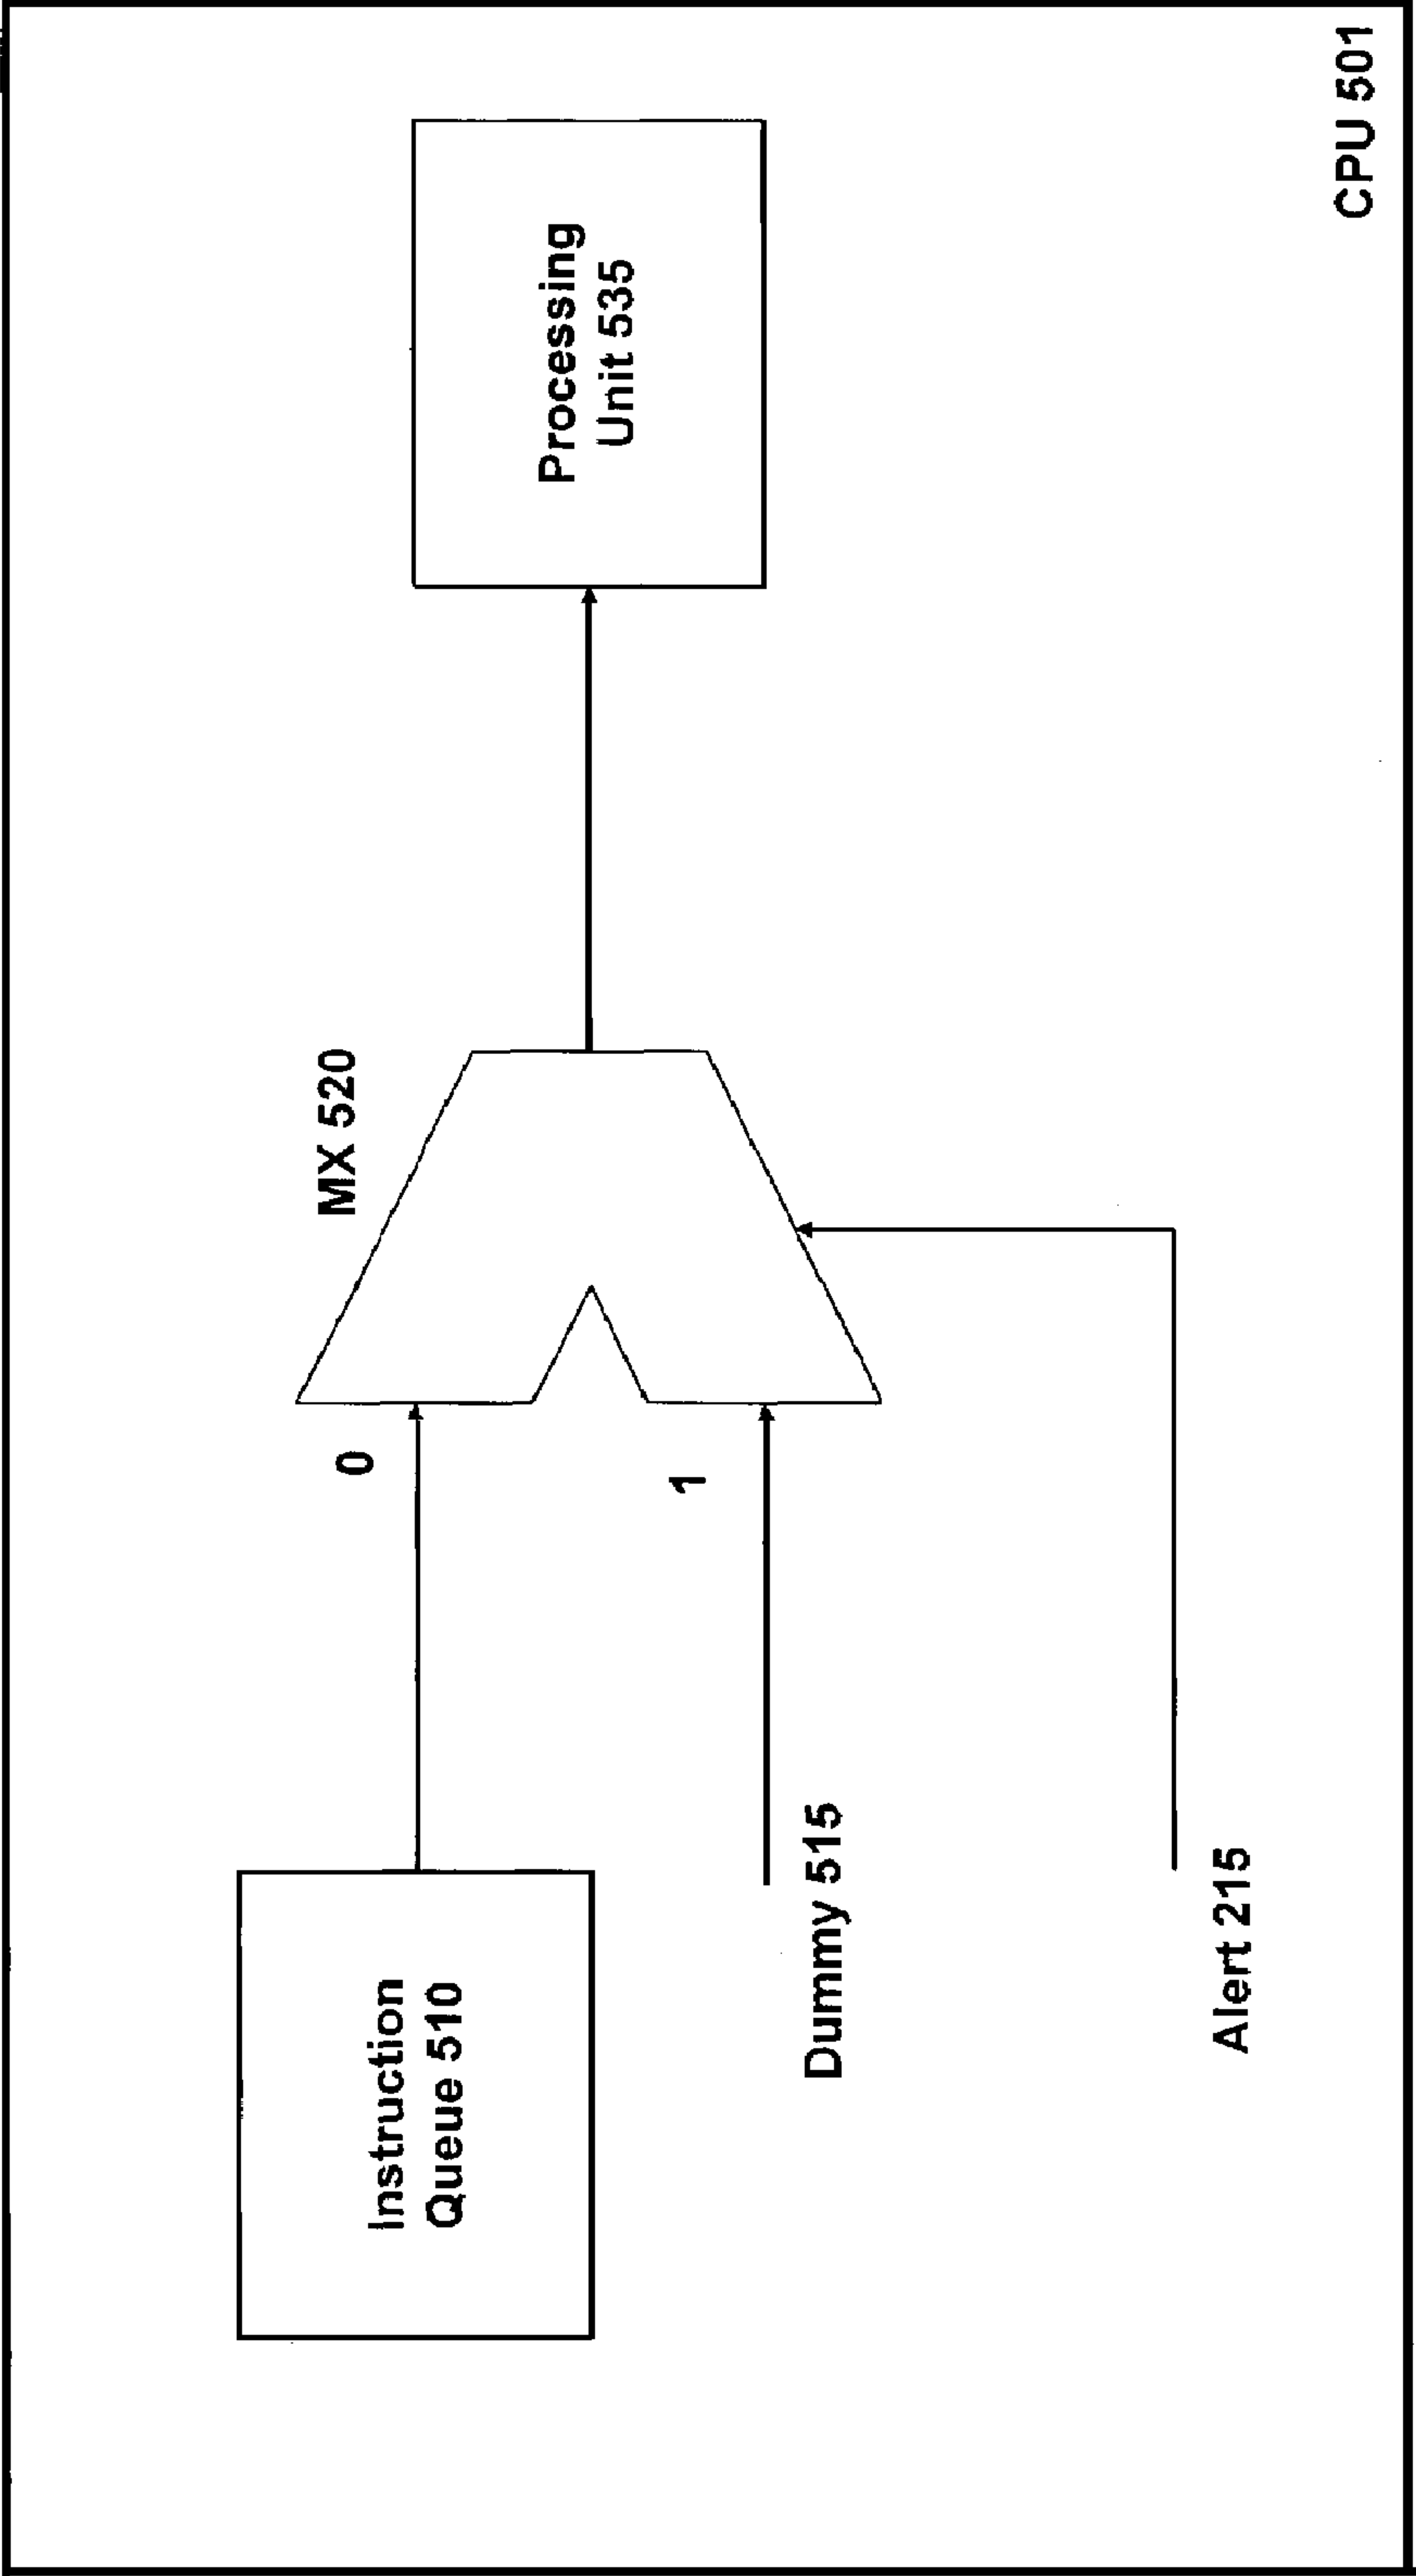 Instruction
Queue 510
MX 520
0
1
Dummy 515
Alert 215
Processing
Unit 535
CPU 501